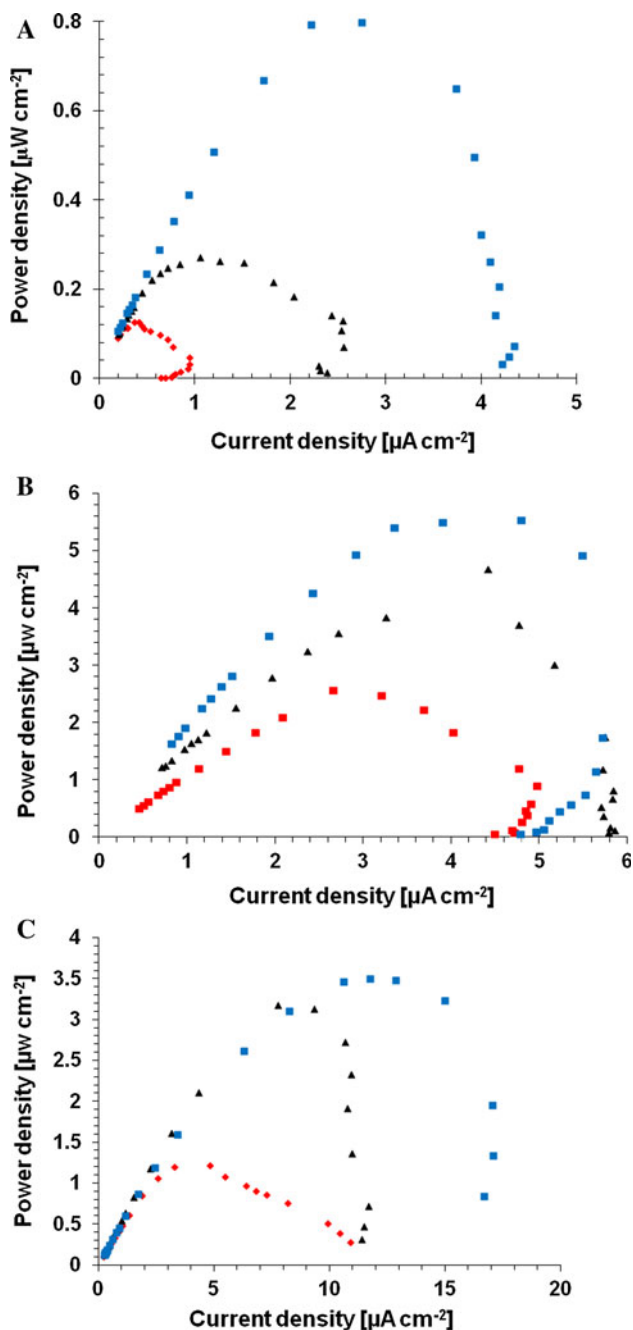 A
Power density [µW cm-2]
0.8
0.6
0.4
0.2
0
0 1 2 3 4 5
Current density [µA cm-2]
B
Power density [µw cm-2]
6
5
4
3
2
1
0
0 1 2 3 4 5 6
Current density [µA cm-2]
C
Power density [µw cm-2]
4
3.5
3
2.5
2
1.5
1
0.5
0
0 5 10 15 20
Current density [µA cm-2]